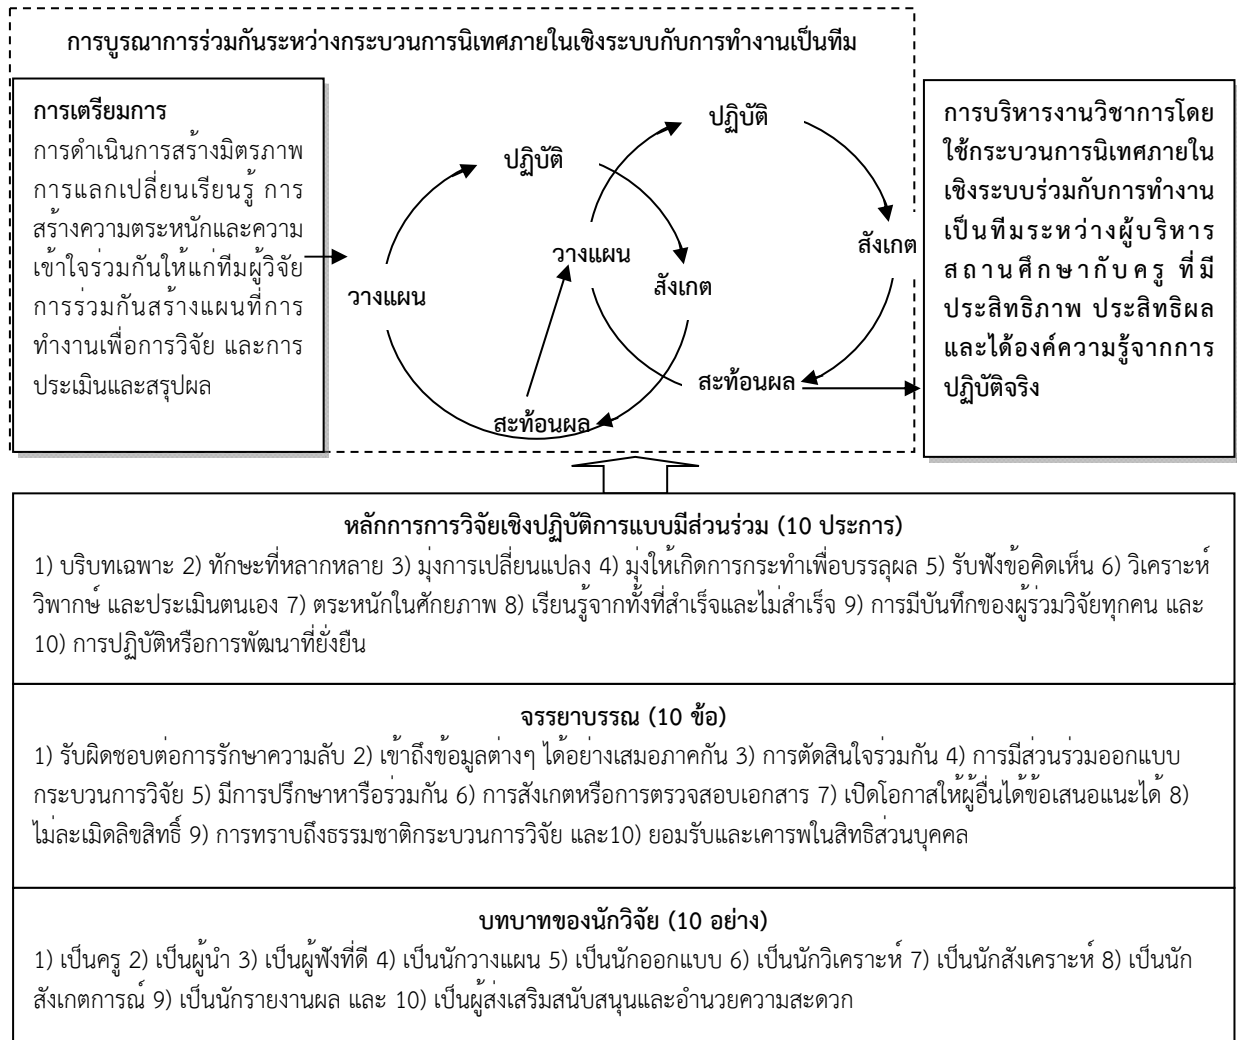 การบูรณาการร่วมกันระหว่างกระบวนการนิเทศภายในเชิงระบบกับการทำงานเป็นทีม
การเตรียมการ
การดำเนินการสร้างมิตรภาพ
การแลกเปลี่ยนเรียนรู้ การ
สร้างความตระหนักและความ
เข้าใจร่วมกันให้แก่ทีมผู้วิจัย
การร่วมกันสร้างแผนที่การ
ทำงานเพื่อการวิจัย และการ
ประเมินและสรุปผล
วางแผน
ปฏิบัติ
สังเกต
สะท้อนผล
วางแผน
ปฏิบัติ
สังเกต
สะท้อนผล
การบริหารงานวิชาการโดย
ใช้กระบวนการนิเทศภายใน
เชิงระบบร่วมกับการทำงาน
เป็นทีมระหว่างผู้บริหาร
สถานศึกษากับครู ที่มี
ประสิทธิภาพ ประสิทธิผล
และได้องค์ความรู้จากการ
ปฏิบัติจริง
หลักการการวิจัยเชิงปฏิบัติการแบบมีส่วนร่วม (10 ประการ)
1) บริบทเฉพาะ 2) ทักษะที่หลากหลาย 3) มุ่งการเปลี่ยนแปลง 4) มุ่งให้เกิดการกระทำเพื่อบรรลุผล 5) รับฟังข้อคิดเห็น 6) วิเคราะห์
วิพากษ์ และประเมินตนเอง 7) ตระหนักในศักยภาพ 8) เรียนรู้จากทั้งที่สำเร็จและไม่สำเร็จ 9) การมีบันทึกของผู้ร่วมวิจัยทุกคน และ
10) การปฏิบัติหรือการพัฒนาที่ยั่งยืน
จรรยาบรรณ (10 ข้อ)
1) รับผิดชอบต่อการรักษาความลับ 2) เข้าถึงข้อมูลต่างๆ ได้อย่างเสมอภาคกัน 3) การตัดสินใจร่วมกัน 4) การมีส่วนร่วมออกแบบ
กระบวนการวิจัย 5) มีการปรึกษาหารือร่วมกัน 6) การสังเกตหรือการตรวจสอบเอกสาร 7) เปิดโอกาสให้ผู้อื่นได้ข้อเสนอแนะได้ 8)
ไม่ละเมิดลิขสิทธิ์ 9) การทราบถึงธรรมชาติกระบวนการวิจัย และ10) ยอมรับและเคารพในสิทธิส่วนบุคคล
บทบาทของนักวิจัย (10 อย่าง)
1) เป็นครู 2) เป็นผู้นำ 3) เป็นผู้ฟังที่ดี 4) เป็นนักวางแผน 5) เป็นนักออกแบบ 6) เป็นนักวิเคราะห์ 7) เป็นนักสังเคราะห์ 8) เป็นนัก
สังเกตการณ์ 9) เป็นนักรายงานผล และ 10) เป็นผู้ส่งเสริมสนับสนุนและอำนวยความสะดวก